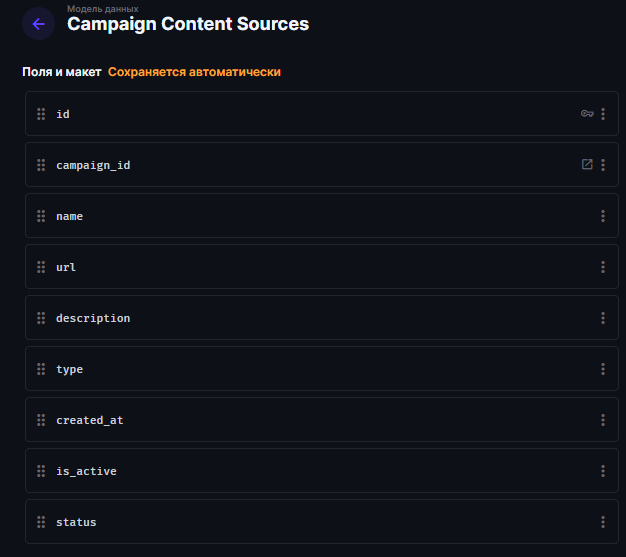 Модель данных
Campaign Content Sources
Поля и макет Сохраняется автоматически
id
campaign_id
name
url
description
type
created_at
is_active
status